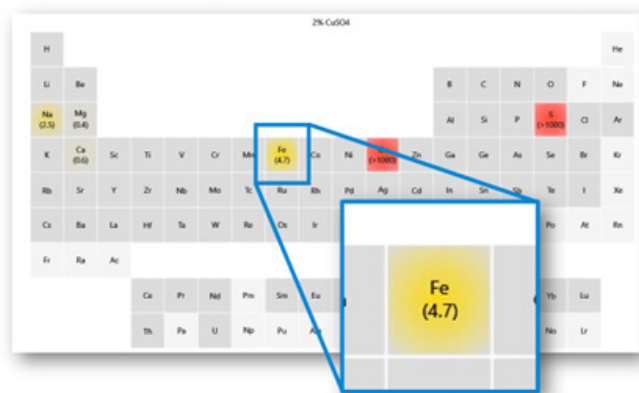 2% CuSO4
H He
Li Be B C N O F Ne
Na Mg Al Si P S Cl Ar
(2.5) (0.4) (>1000)
K Ca Sc Ti V Cr Mn Fe Co Ni Zn Ga Ge As Se Br Kr
(0.6) (4.7) (>1000)
Rb Sr Y Zr Nb Mo Tc Ru Rh Pd Ag Cd In Sn Sb Te I Xe
Cs Ba La Hf Ta W Re Os Ir Po At Rn
Fr Ra Ac
Ce Pr Nd Pm Sm Eu Yb Lu
Th Pa U Np Pu No Lr
Fe
(4.7)